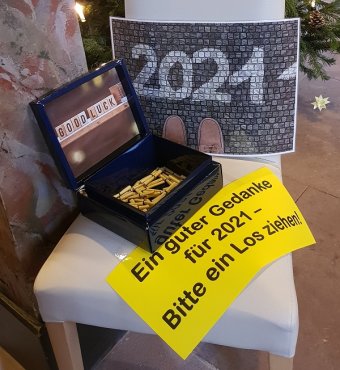 2021
GOOD LUCK
Ein guter Gedanke
für 2021 –
Bitte ein Los ziehen!